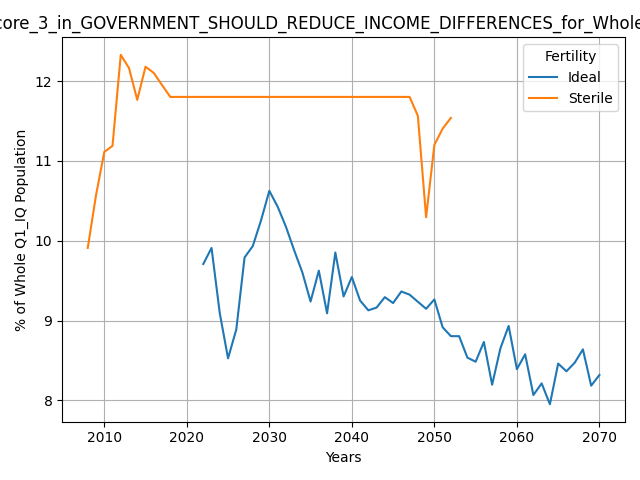 core_3_in_GOVERNMENT_SHOULD_REDUCE_INCOME_DIFFERENCES_for_Whole
Fertility
Ideal
Sterile
% of Whole Q1_IQ Population
12
11
10
9
8
2010 2020 2030 2040 2050 2060 2070
Years